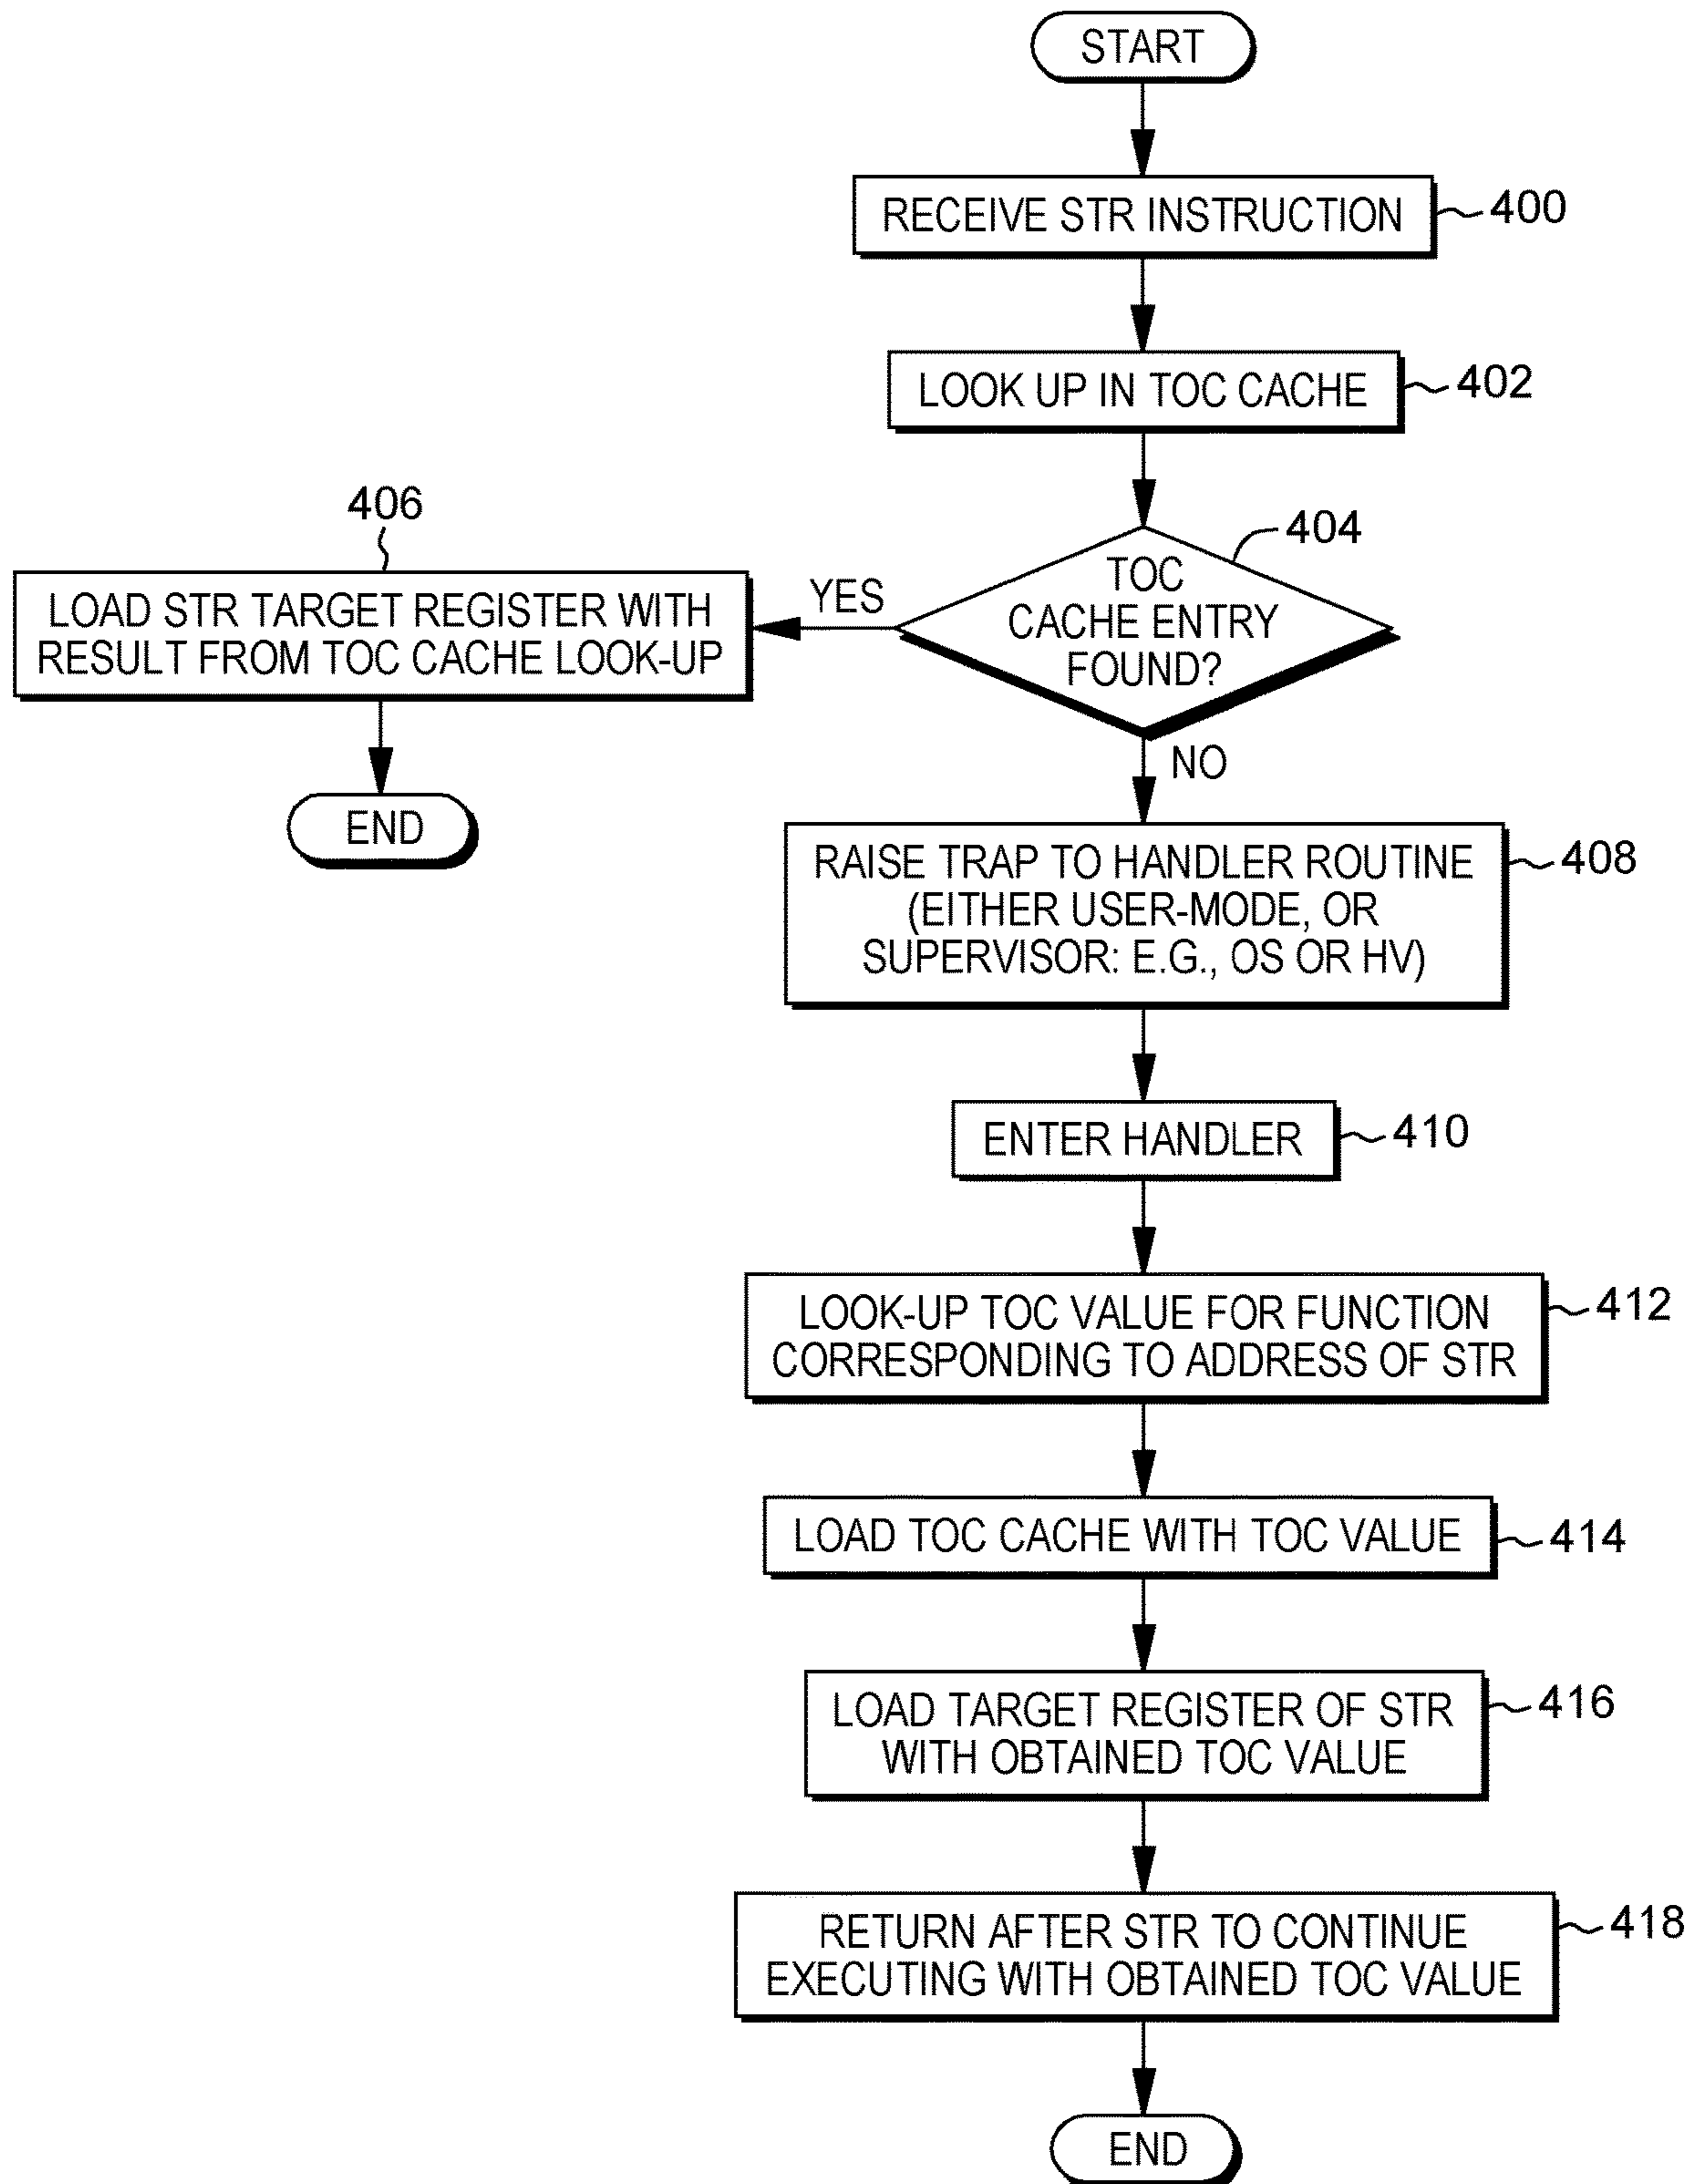 START
RECEIVE STR INSTRUCTION
400
LOOK UP IN TOC CACHE
402
404
TOC
CACHE ENTRY
FOUND?
YES
406
LOAD STR TARGET REGISTER WITH
RESULT FROM TOC CACHE LOOK-UP
END
NO
RAISE TRAP TO HANDLER ROUTINE
(EITHER USER-MODE, OR
SUPERVISOR: E.G., OS OR HV)
408
ENTER HANDLER
410
LOOK-UP TOC VALUE FOR FUNCTION
CORRESPONDING TO ADDRESS OF STR
412
LOAD TOC CACHE WITH TOC VALUE
414
LOAD TARGET REGISTER OF STR
WITH OBTAINED TOC VALUE
416
RETURN AFTER STR TO CONTINUE
EXECUTING WITH OBTAINED TOC VALUE
418
END